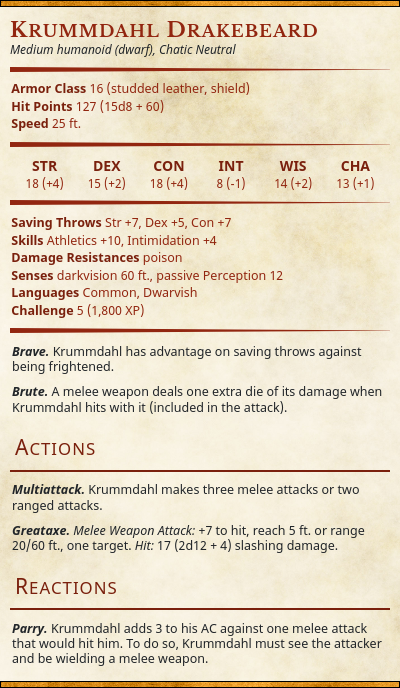 Krummdahl Drakebeard
Medium humanoid (dwarf), Chatic Neutral
Armor Class 16 (studded leather, shield)
Hit Points 127 (15d8 + 60)
Speed 25 ft.
STR DEX CON INT WIS CHA
18 (+4) 15 (+2) 18 (+4) 8 (-1) 14 (+2) 13 (+1)
Saving Throws Str +7, Dex +5, Con +7
Skills Athletics +10, Intimidation +4
Damage Resistances poison
Senses darkvision 60 ft., passive Perception 12
Languages Common, Dwarvish
Challenge 5 (1,800 XP)
Brave. Krummdahl has advantage on saving throws against
being frightened.
Brute. A melee weapon deals one extra die of its damage when
Krummdahl hits with it (included in the attack).
Actions
Multiattack. Krummdahl makes three melee attacks or two
ranged attacks.
Greataxe. Melee Weapon Attack: +7 to hit, reach 5 ft. or range
20/60 ft., one target. Hit: 17 (2d12 + 4) slashing damage.
Reactions
Parry. Krummdahl adds 3 to his AC against one melee attack
that would hit him. To do so, Krummdahl must see the attacker
and be wielding a melee weapon.